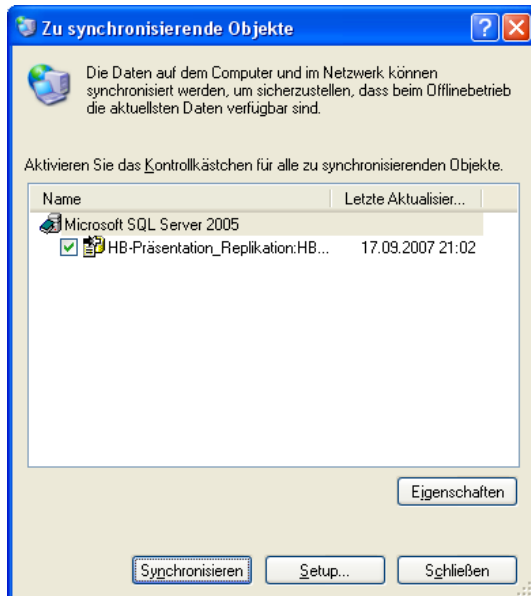 Zu synchronisierende Objekte
Die Daten auf dem Computer und im Netzwerk können
synchronisiert werden, um sicherzustellen, dass beim Offlinebetrieb
die aktuellsten Daten verfügbar sind.
Aktivieren Sie das Kontrollkästchen für alle zu synchronisierenden Objekte.
Name Letzte Aktualisier...
Microsoft SQL Server 2005
HB-Präsentation_Replikation:HB... 17.09.2007 21:02
Eigenschaften
Synchronisieren Setup... Schließen